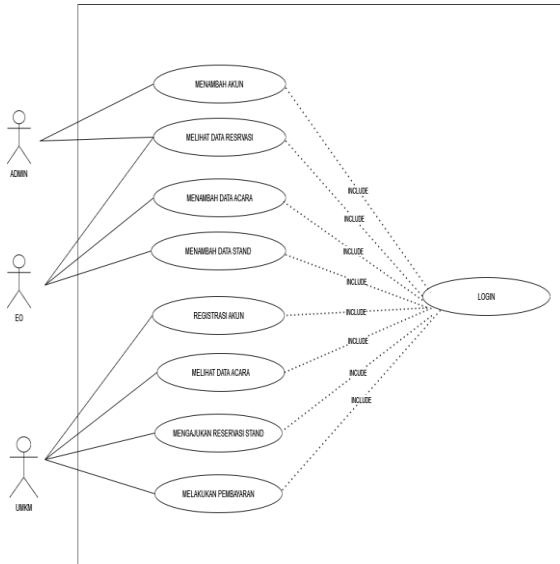 MENAMBAH AKUN
MELIHAT DATA RESRVASI
ADMIN
MENAMBAH DATA ACARA
INCLUDE
INCLUDE
MENAMBAH DATA STAND
INCLUDE
INCLUDE
LOGIN
EO
REGISTRASI AKUN
INCLUDE
INCLUDE
MELIHAT DATA ACARA
INCLUDE
INCLUDE
MENGAJUKAN RESERVASI STAND
UMKM
MELAKUKAN PEMBAYARAN